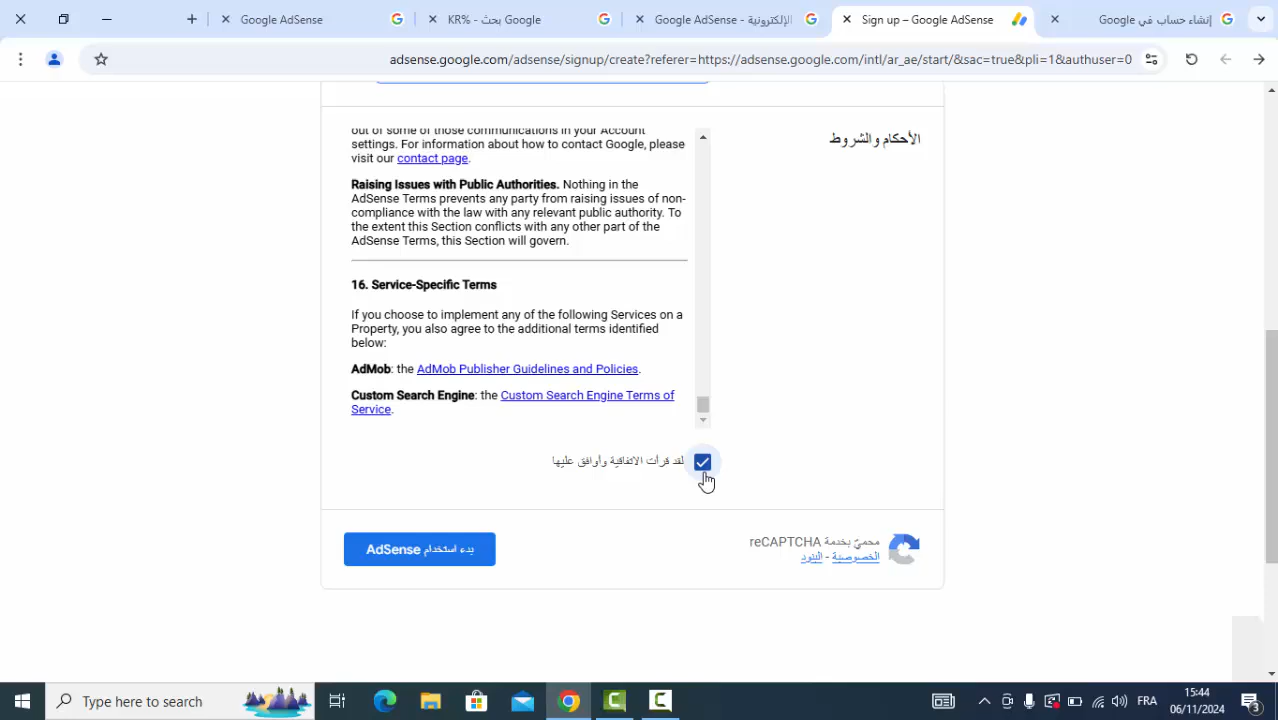 Google AdSense
KR% - بحث Google
Google AdSense - الإلكترونية
Sign up – Google AdSense
إنشاء حساب في Google
adsense.google.com/adsense/signup/create?referer=https://adsense.google.com/intl/ar_ae/start/&sac=true&pli=1&authuser=0
الأحكام والشروط
out of some of those communications in your Account
settings. For information about how to contact Google, please
visit our contact page.
Raising Issues with Public Authorities. Nothing in the
AdSense Terms prevents any party from raising issues of non-
compliance with the law with any relevant public authority. To
the extent this Section conflicts with any other part of the
AdSense Terms, this Section will govern.
16. Service-Specific Terms
If you choose to implement any of the following Services on a
Property, you also agree to the additional terms identified
below:
AdMob: the AdMob Publisher Guidelines and Policies.
Custom Search Engine: the Custom Search Engine Terms of
Service.
لقد قرأت الاتفاقية وأوافق عليها
محميّ بخدمة reCAPTCHA
الخصوصية - البنود
بدء استخدام AdSense
Type here to search
FRA
15:44
06/11/2024
3